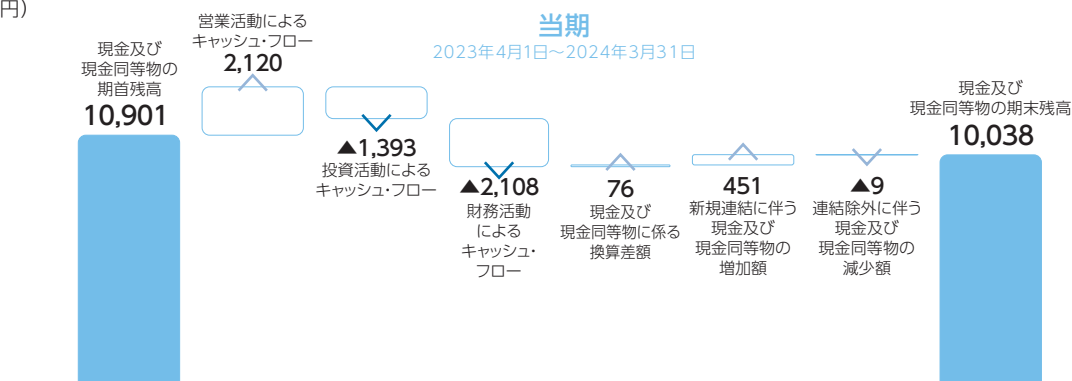 円)
当期
2023年4月1日～2024年3月31日
現金及び
現金同等物の
期首残高
10,901
営業活動による
キャッシュ・フロー
2,120
▲1,393
投資活動による
キャッシュ・フロー
▲2,108
財務活動
による
キャッシュ・
フロー
76
現金及び
現金同等物に係る
換算差額
451
新規連結に伴う
現金及び
現金同等物の
増加額
▲9
連結除外に伴う
現金及び
現金同等物の
減少額
現金及び
現金同等物の期末残高
10,038